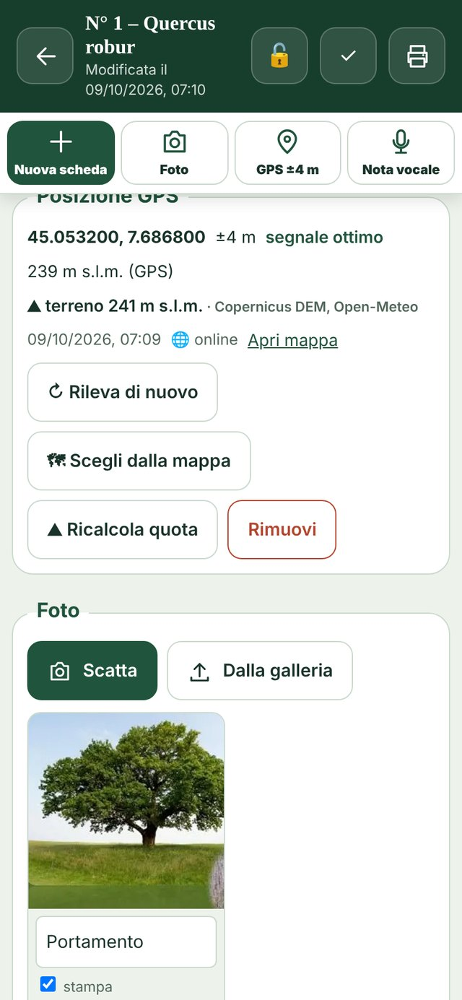 N° 1 – Quercus
robur
Modificata il
09/10/2026, 07:10
Nuova scheda
Foto
GPS ±4 m
Nota vocale
Posizione GPS
45.053200, 7.686800 ±4 m segnale ottimo
239 m s.l.m. (GPS)
▲ terreno 241 m s.l.m. · Copernicus DEM, Open-Meteo
09/10/2026, 07:09 🌐 online Apri mappa
↻ Rileva di nuovo
🗺 Scegli dalla mappa
▲ Ricalcola quota
Rimuovi
Foto
Scatta
Dalla galleria
Portamento
stampa